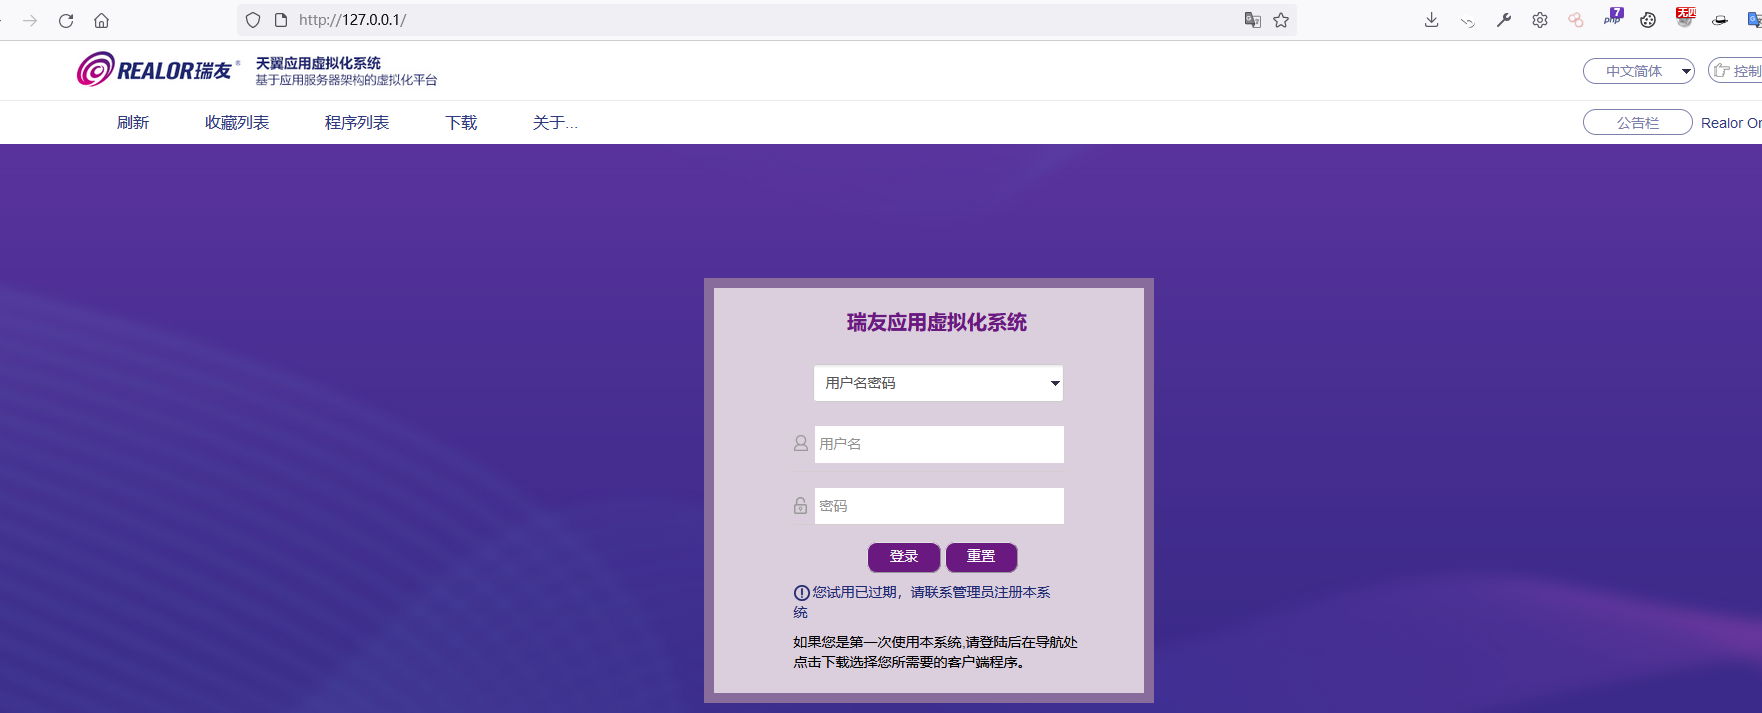 http://127.0.0.1/
7
php
REALOR瑞友®
天翼应用虚拟化系统
基于应用服务器架构的虚拟化平台
中文简体
控制
刷新
收藏列表
程序列表
下载
关于...
公告栏
Realor On
瑞友应用虚拟化系统
用户名密码
用户名
密码
登录
重置
您试用已过期，请联系管理员注册本系
统
如果您是第一次使用本系统,请登陆后在导航处
点击下载选择您所需要的客户端程序。